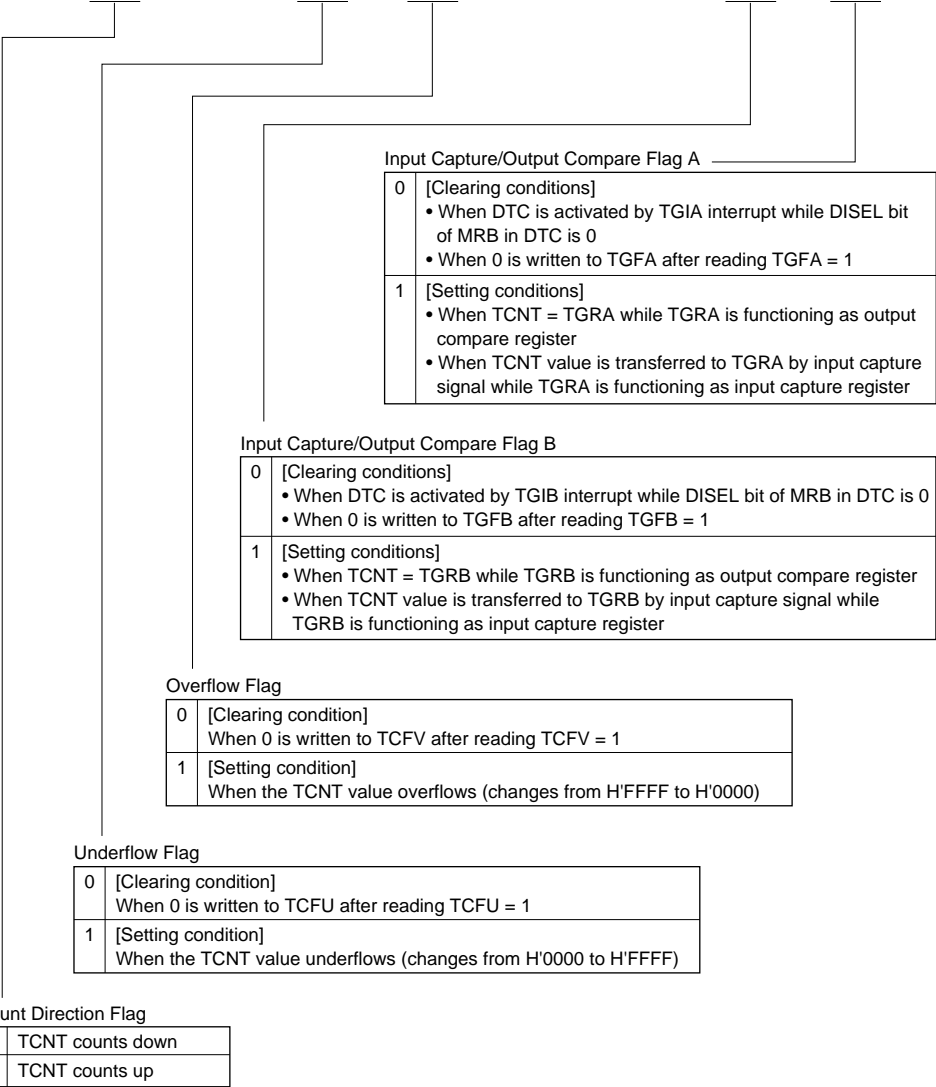 Input Capture/Output Compare Flag A
0 [Clearing conditions]
• When DTC is activated by TGIA interrupt while DISEL bit
of MRB in DTC is 0
• When 0 is written to TGFA after reading TGFA = 1
1 [Setting conditions]
• When TCNT = TGRA while TGRA is functioning as output
compare register
• When TCNT value is transferred to TGRA by input capture
signal while TGRA is functioning as input capture register
Input Capture/Output Compare Flag B
0 [Clearing conditions]
• When DTC is activated by TGIB interrupt while DISEL bit of MRB in DTC is 0
• When 0 is written to TGFB after reading TGFB = 1
1 [Setting conditions]
• When TCNT = TGRB while TGRB is functioning as output compare register
• When TCNT value is transferred to TGRB by input capture signal while
TGRB is functioning as input capture register
Overflow Flag
0 [Clearing condition]
When 0 is written to TCFV after reading TCFV = 1
1 [Setting condition]
When the TCNT value overflows (changes from H'FFFF to H'0000)
Underflow Flag
0 [Clearing condition]
When 0 is written to TCFU after reading TCFU = 1
1 [Setting condition]
When the TCNT value underflows (changes from H'0000 to H'FFFF)
unt Direction Flag
TCNT counts down
TCNT counts up